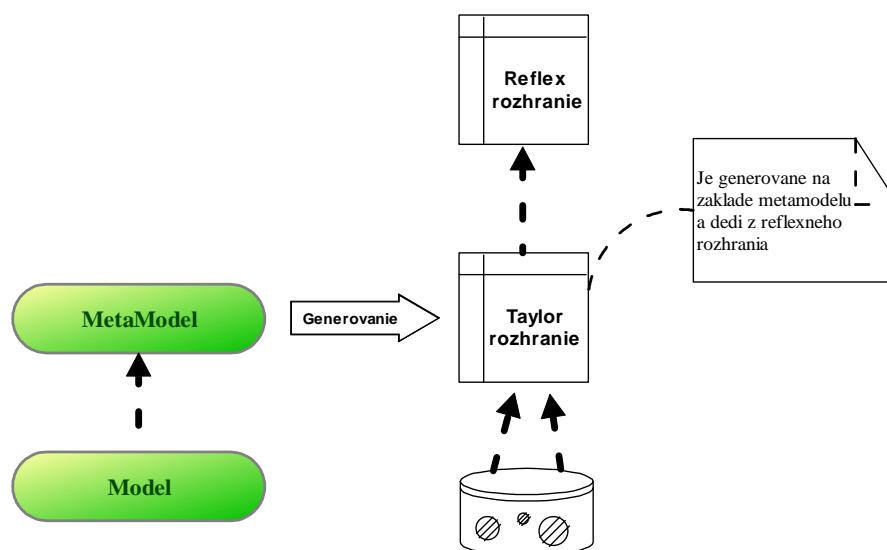 Reflex
rozhranie
Je generovane na
zaklade metamodelu
a dedi z reflexneho
rozhrania
MetaModel
Generovanie
Taylor
rozhranie
Model